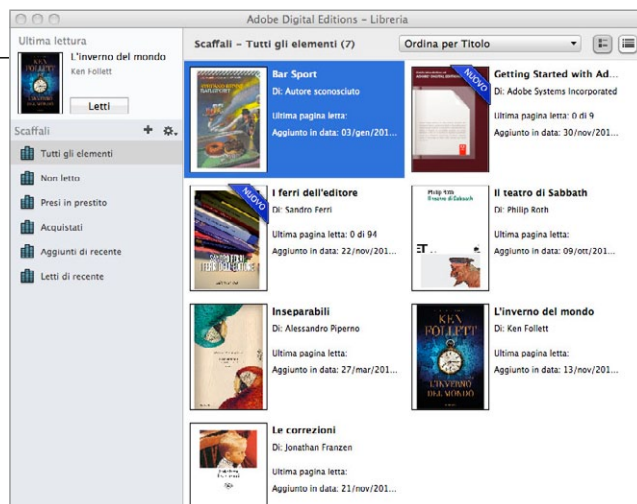 Adobe Digital Editions – Libreria
Ultima lettura
L'inverno del mondo
Ken Follett
Letti
Scaffali
Tutti gli elementi
Non letto
Presi in prestito
Acquistati
Aggiunti di recente
Letti di recente
Scaffali – Tutti gli elementi (7)
Ordina per Titolo
Bar Sport
Di: Autore sconosciuto
Ultima pagina letta:
Aggiunto in data: 03/gen/201...
NUOVO
Getting Started with Ad...
Di: Adobe Systems Incorporated
Ultima pagina letta: 0 di 9
Aggiunto in data: 30/nov/201...
NUOVO
I ferri dell'editore
Di: Sandro Ferri
Ultima pagina letta: 0 di 94
Aggiunto in data: 22/nov/201...
Philip Roth
Il teatro di Sabbath
ET
Il teatro di Sabbath
Di: Philip Roth
Ultima pagina letta:
Aggiunto in data: 09/ott/201...
Inseparabili
Di: Alessandro Piperno
Ultima pagina letta:
Aggiunto in data: 27/mar/201...
KEN
FOLLETT
L'INVERNO
DEL MONDO
L'inverno del mondo
Di: Ken Follett
Ultima pagina letta:
Aggiunto in data: 13/nov/201...
Le correzioni
Di: Jonathan Franzen
Ultima pagina letta:
Aggiunto in data: 21/nov/201...